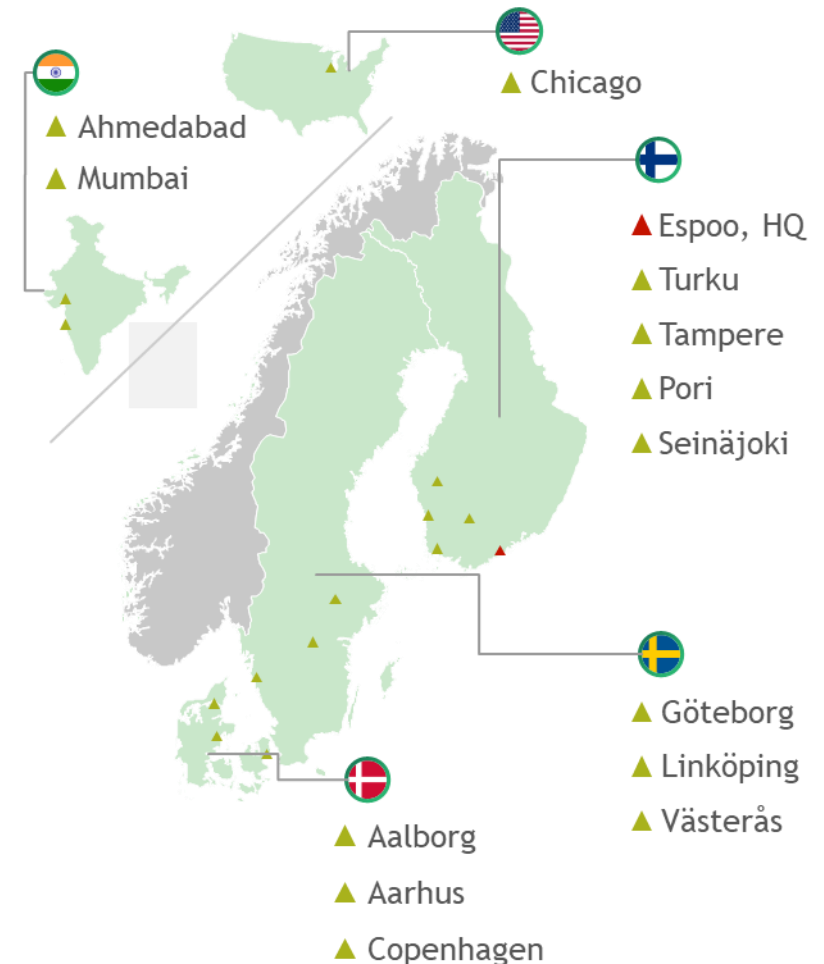 Chicago
Ahmedabad
Mumbai
Espoo, HQ
Turku
Tampere
Pori
Seinäjoki
Göteborg
Linköping
Västerås
Aalborg
Aarhus
Copenhagen